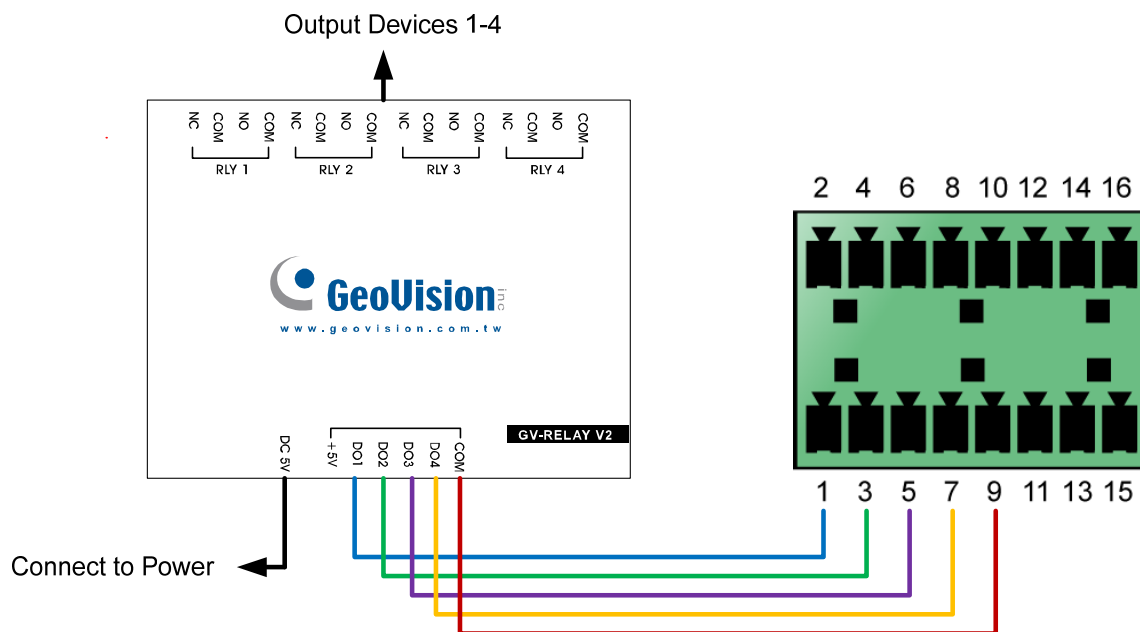 Output Devices 1-4
NC COM NO COM NC COM NO COM NC COM NO COM NC COM NO COM
RLY 1 RLY 2 RLY 3 RLY 4
GeoVision inc
www.geovision.com.tw
GV-RELAY V2
DC 5V +5V DO1 DO2 DO3 DO4 COM
Connect to Power
2 4 6 8 10 12 14 16
1 3 5 7 9 11 13 15